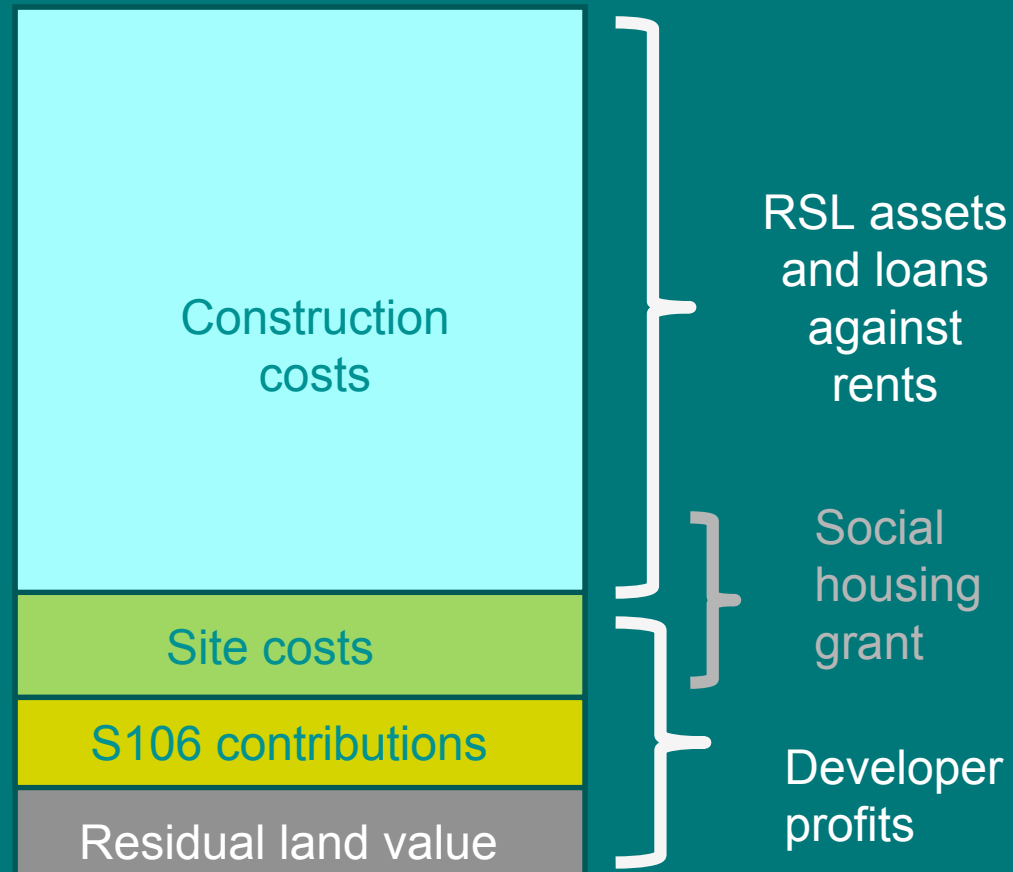 Construction
costs
Site costs
S106 contributions
Residual land value
RSL assets
and loans
against
rents
Social
housing
grant
Developer
profits